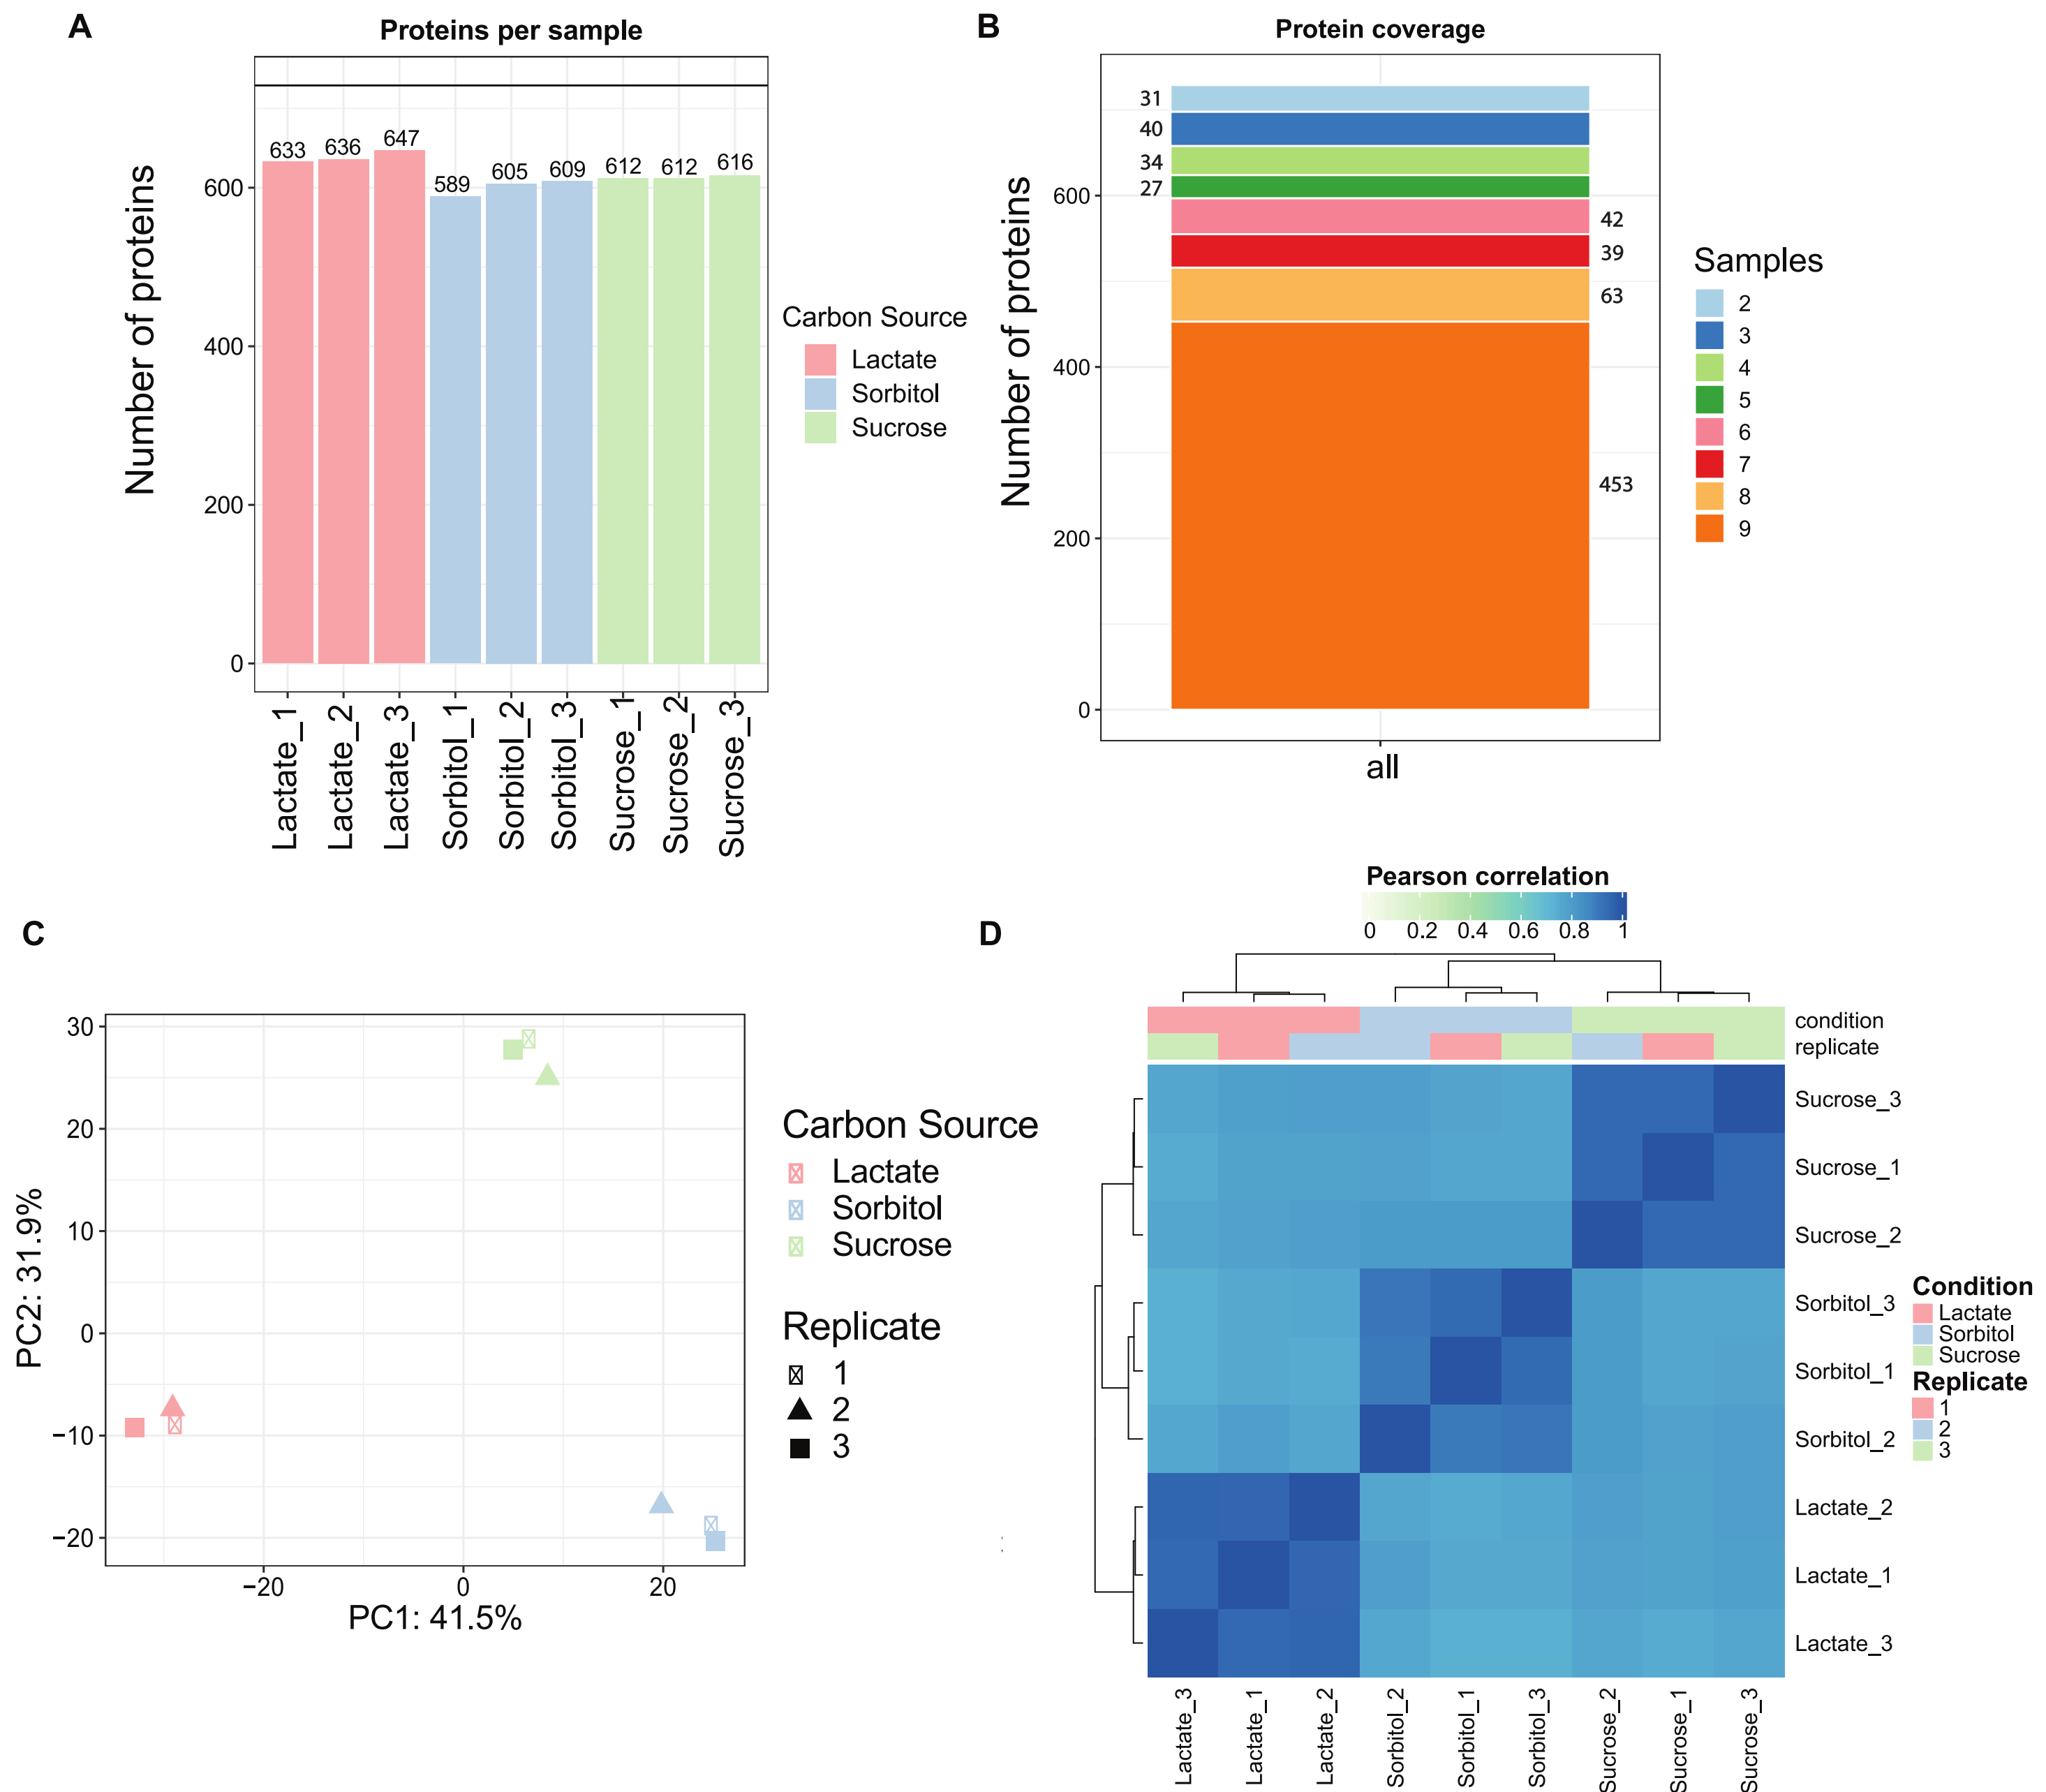 A
Proteins per sample
Number of proteins
600
400
200
0
633
636
647
589
605
609
612
612
616
Lactate_1
Lactate_2
Lactate_3
Sorbitol_1
Sorbitol_2
Sorbitol_3
Sucrose_1
Sucrose_2
Sucrose_3
Carbon Source
Lactate
Sorbitol
Sucrose
B
Protein coverage
Number of proteins
600
400
200
0
31
40
34
27
42
39
63
453
all
Samples
2
3
4
5
6
7
8
9
C
PC2: 31.9%
30
20
10
0
−10
−20
−20
0
20
PC1: 41.5%
Carbon Source
Lactate
Sorbitol
Sucrose
Replicate
1
2
3
D
Pearson correlation
0 0.2 0.4 0.6 0.8 1
condition
replicate
Sucrose_3
Sucrose_1
Sucrose_2
Sorbitol_3
Sorbitol_1
Sorbitol_2
Lactate_2
Lactate_1
Lactate_3
Lactate_3
Lactate_1
Lactate_2
Sorbitol_2
Sorbitol_1
Sorbitol_3
Sucrose_2
Sucrose_1
Sucrose_3
Condition
Lactate
Sorbitol
Sucrose
Replicate
1
2
3